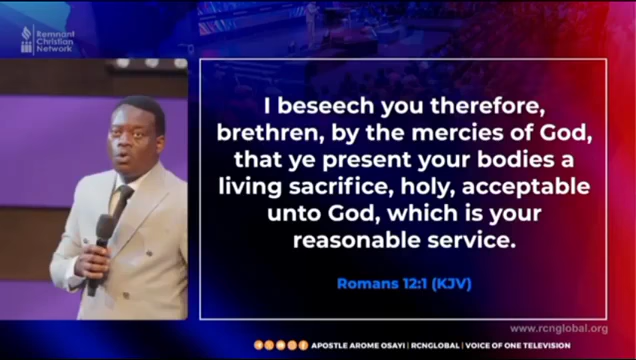 Remnant
Christian
Network
I beseech you therefore,
brethren, by the mercies of God,
that ye present your bodies a
living sacrifice, holy, acceptable
unto God, which is your
reasonable service.
Romans 12:1 (KJV)
www.rcnglobal.org
APOSTLE AROME OSAYI | RCNGLOBAL | VOICE OF ONE TELEVISION